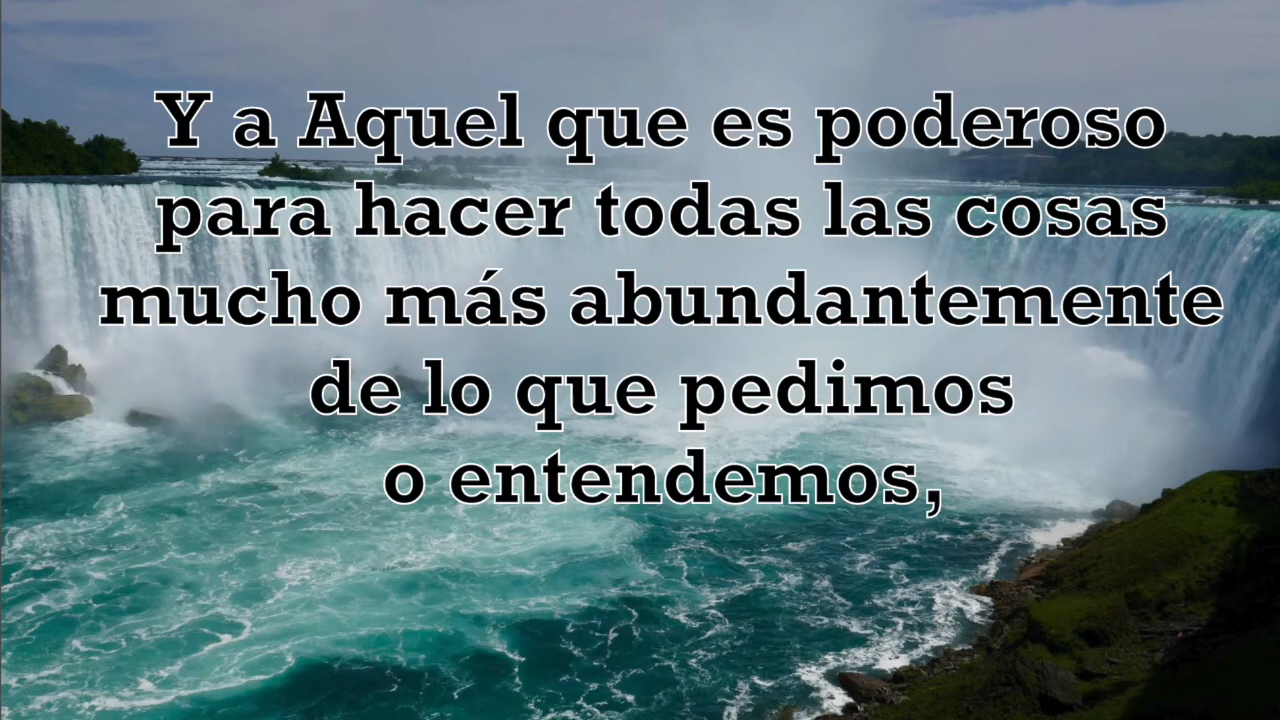 Y a Aquel que es poderoso
para hacer todas las cosas
mucho más abundantemente
de lo que pedimos
o entendemos,